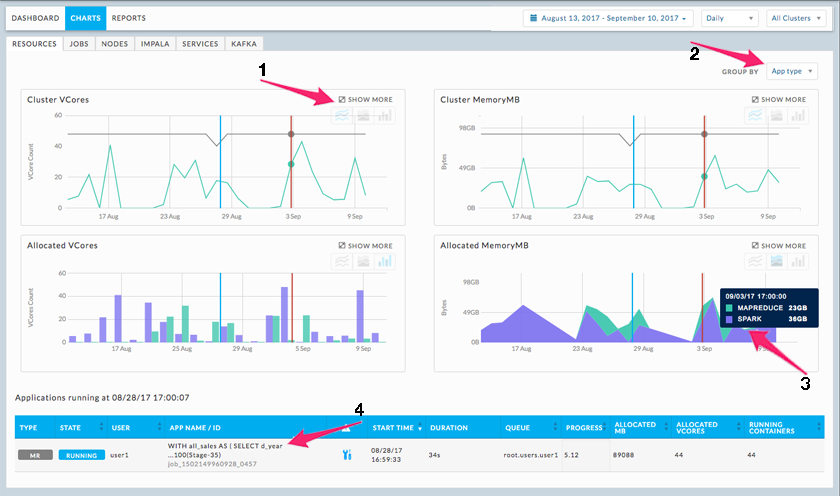 DASHBOARD CHARTS REPORTS August 13, 2017 - September 10, 2017 Daily All Clusters
RESOURCES JOBS NODES IMPALA SERVICES KAFKA
1
2
GROUP BY App type
Cluster VCores SHOW MORE
VCore Count
60
40
20
0
17 Aug 23 Aug 29 Aug 3 Sep 9 Sep
Cluster MemoryMB SHOW MORE
Bytes
98GB
49GB
0B
17 Aug 23 Aug 29 Aug 3 Sep 9 Sep
Allocated VCores SHOW MORE
VCores Count
60
40
20
0
17 Aug 25 Aug 29 Aug 5 Sep 9 Sep
Allocated MemoryMB SHOW MORE
Bytes
98GB
49GB
0B
17 Aug 23 Aug 29 Aug 3 Sep 9 Sep
09/03/17 17:00:00
MAPREDUCE 23GB
SPARK 36GB
3
Applications running at 08/28/17 17:00:07
4
TYPE STATE USER APP NAME / ID START TIME DURATION QUEUE PROGRESS ALLOCATED MB ALLOCATED VCORES RUNNING CONTAINERS
MR RUNNING user1 WITH all_sales AS ( SELECT d_year
...100(Stage-35)
job_1502149960928_0457
08/28/17
16:59:33
34s root.users.user1 5.12 89088 44 44